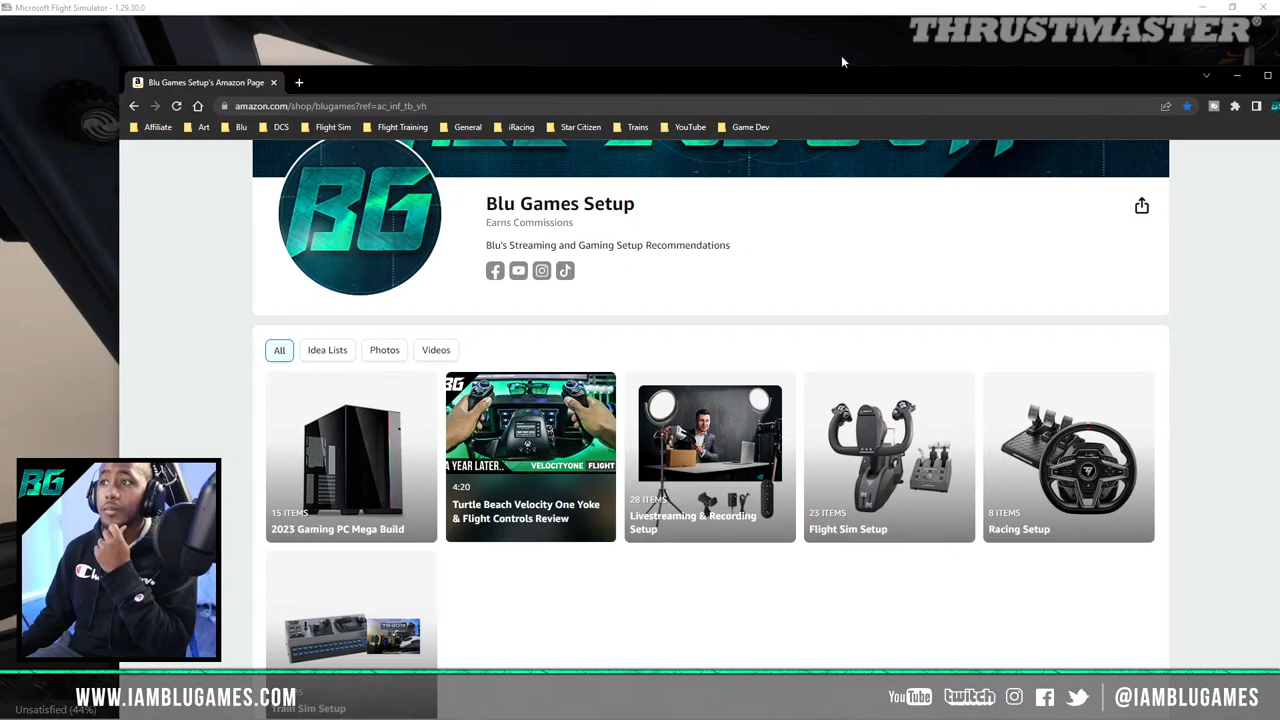 Microsoft Flight Simulator - 1.29.30.0
THRUSTMASTER
Blu Games Setup's Amazon Page
amazon.com/shop/blugames?ref=ac_inf_tb_vh
Affiliate Art Blu DCS Flight Sim Flight Training General iRacing Star Citizen Trains YouTube Game Dev
BG
Blu Games Setup
Earns Commissions
Blu's Streaming and Gaming Setup Recommendations
All Idea Lists Photos Videos
BG
A YEAR LATER.. VELOCITYONE FLIGHT
4:20
Turtle Beach Velocity One Yoke
& Flight Controls Review
15 ITEMS
2023 Gaming PC Mega Build
28 ITEMS
Livestreaming & Recording
Setup
23 ITEMS
Flight Sim Setup
8 ITEMS
Racing Setup
BG
Champion
Train Sim Setup
WWW.IAMBLUGAMES.COM
YouTube twitch @IAMBLUGAMES
Unsatisfied (44%)